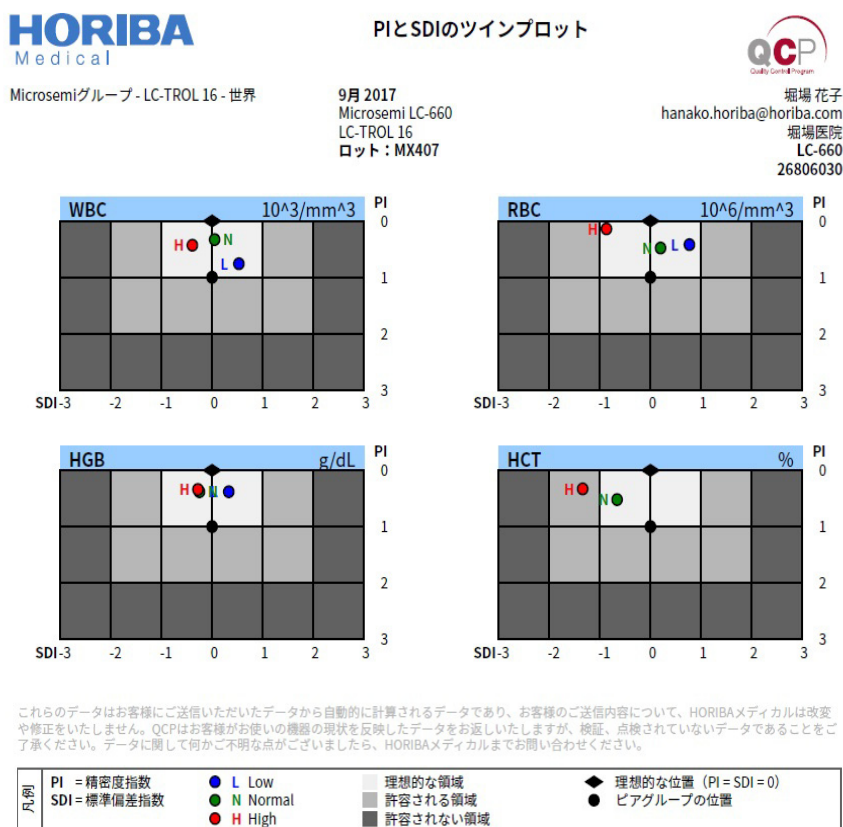 HORIBA
Medical
PIとSDIのツインプロット
QCP
Quality Control Program
Microsemiグループ - LC-TROL 16 - 世界
9月 2017
Microsemi LC-660
LC-TROL 16
ロット：MX407
堀場 花子
hanako.horiba@horiba.com
堀場医院
LC-660
26806030
WBC 10^3/mm^3 PI
H N L
0
1
2
3
SDI -3 -2 -1 0 1 2 3
RBC 10^6/mm^3 PI
H N L
0
1
2
3
SDI -3 -2 -1 0 1 2 3
HGB g/dL PI
H N L
0
1
2
3
SDI -3 -2 -1 0 1 2 3
HCT % PI
H N
0
1
2
3
SDI -3 -2 -1 0 1 2 3
これらのデータはお客様にご送信いただいたデータから自動的に計算されるデータであり、お客様のご送信内容について、HORIBAメディカルは改変
や修正をいたしません。QCPはお客様がお使いの機器の現状を反映したデータをお返しいたしますが、検証、点検されていないデータであることをご
了承ください。データに関して何かご不明な点がございましたら、HORIBAメディカルまでお問い合わせください。
凡例
PI = 精密度指数
SDI = 標準偏差指数
L Low
N Normal
H High
理想的な領域
許容される領域
許容されない領域
理想的な位置（PI = SDI = 0）
ピアグループの位置